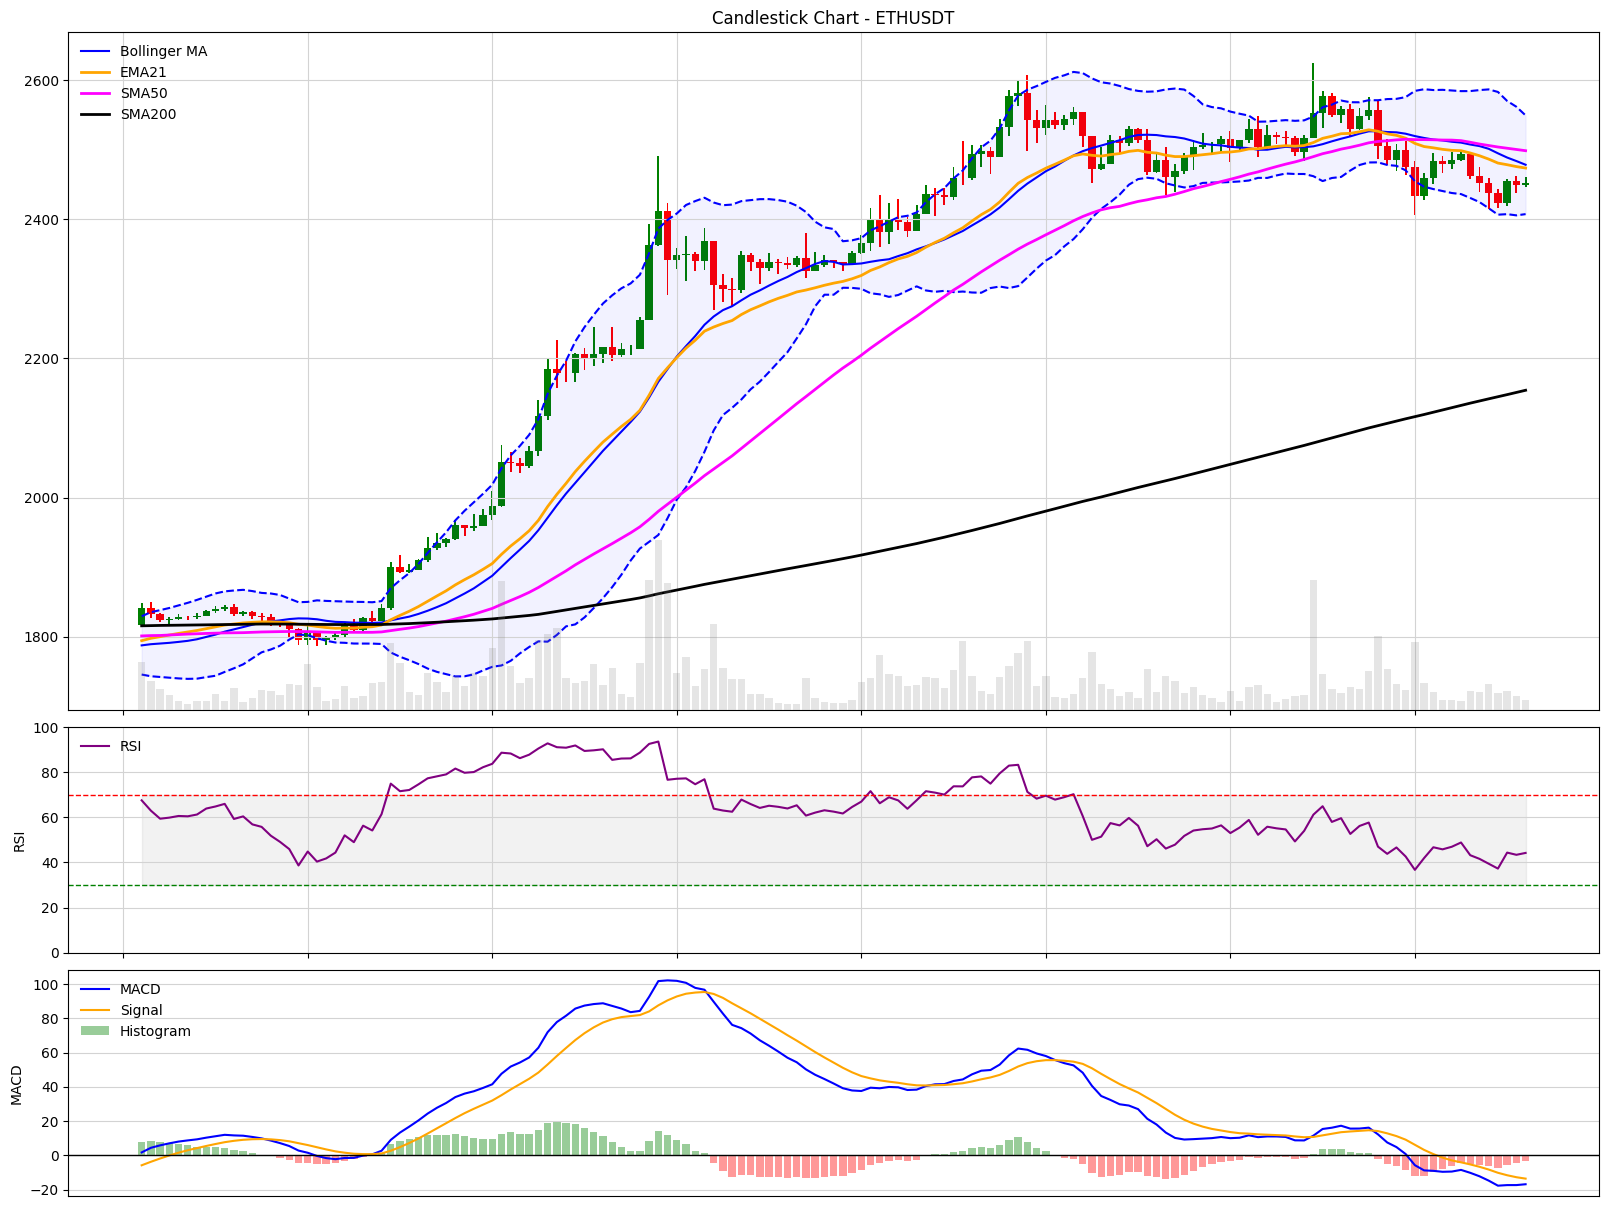 Candlestick Chart - ETHUSDT
Bollinger MA
EMA21
SMA50
SMA200
2600
2400
2200
2000
1800
RSI
100
80
60
40
20
0
RSI
MACD
Signal
Histogram
100
80
60
40
20
0
−20
MACD